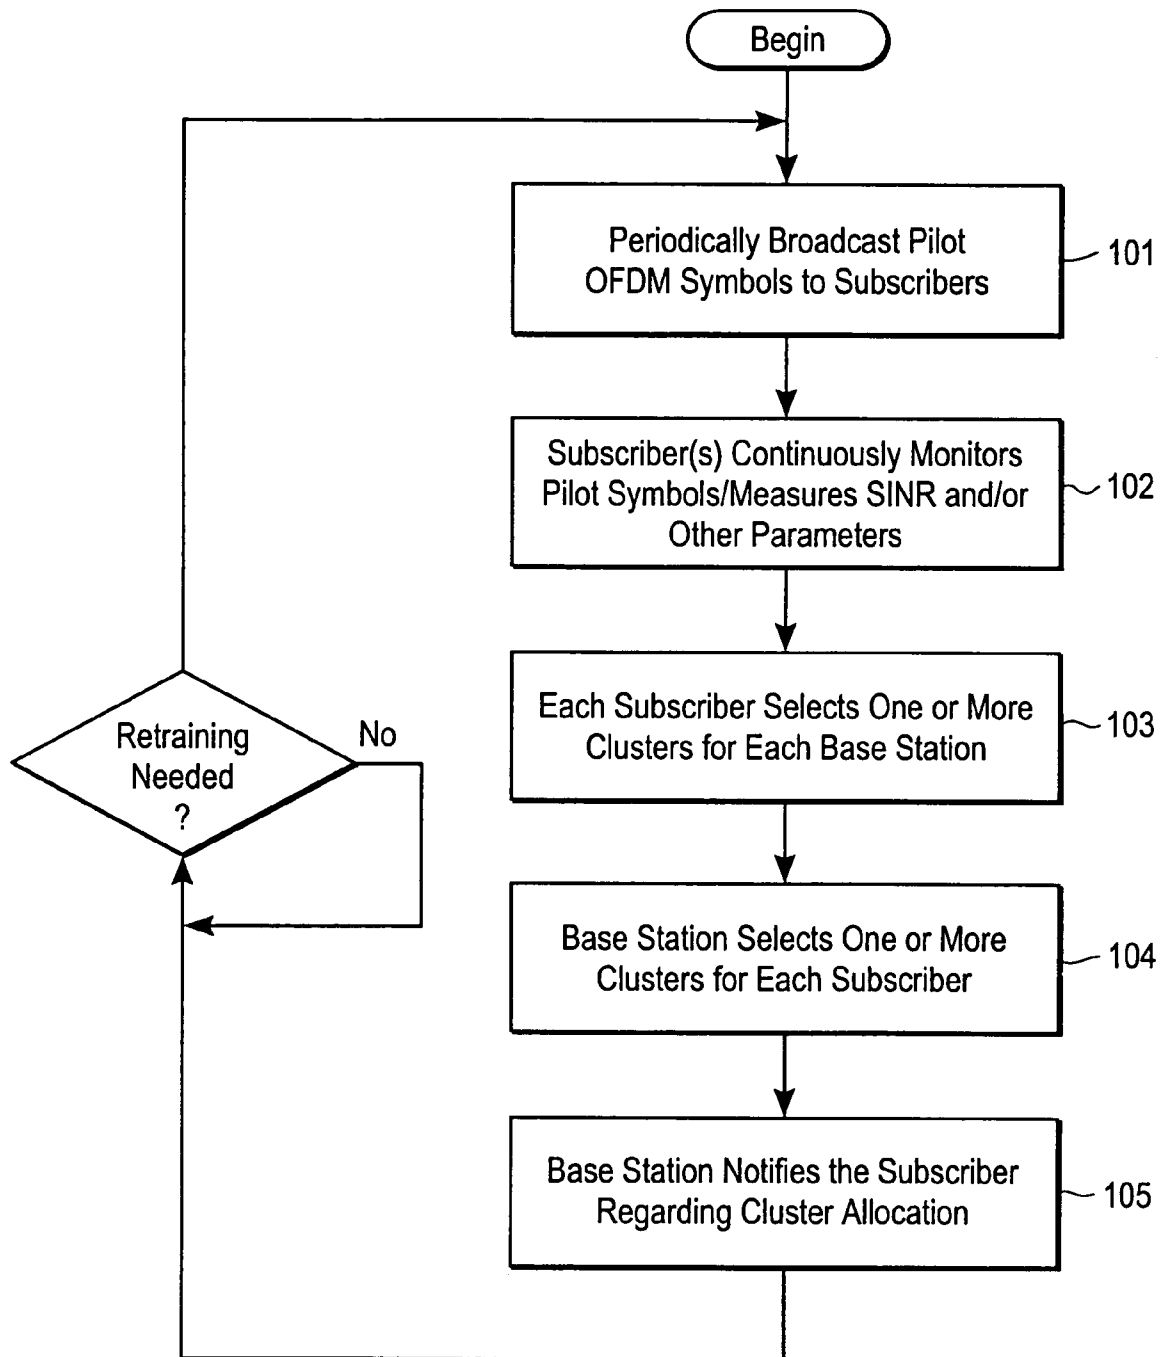 Begin
Periodically Broadcast Pilot
OFDM Symbols to Subscribers
101
Subscriber(s) Continuously Monitors
Pilot Symbols/Measures SINR and/or
Other Parameters
102
Each Subscriber Selects One or More
Clusters for Each Base Station
103
Retraining
Needed
?
No
Base Station Selects One or More
Clusters for Each Subscriber
104
Base Station Notifies the Subscriber
Regarding Cluster Allocation
105